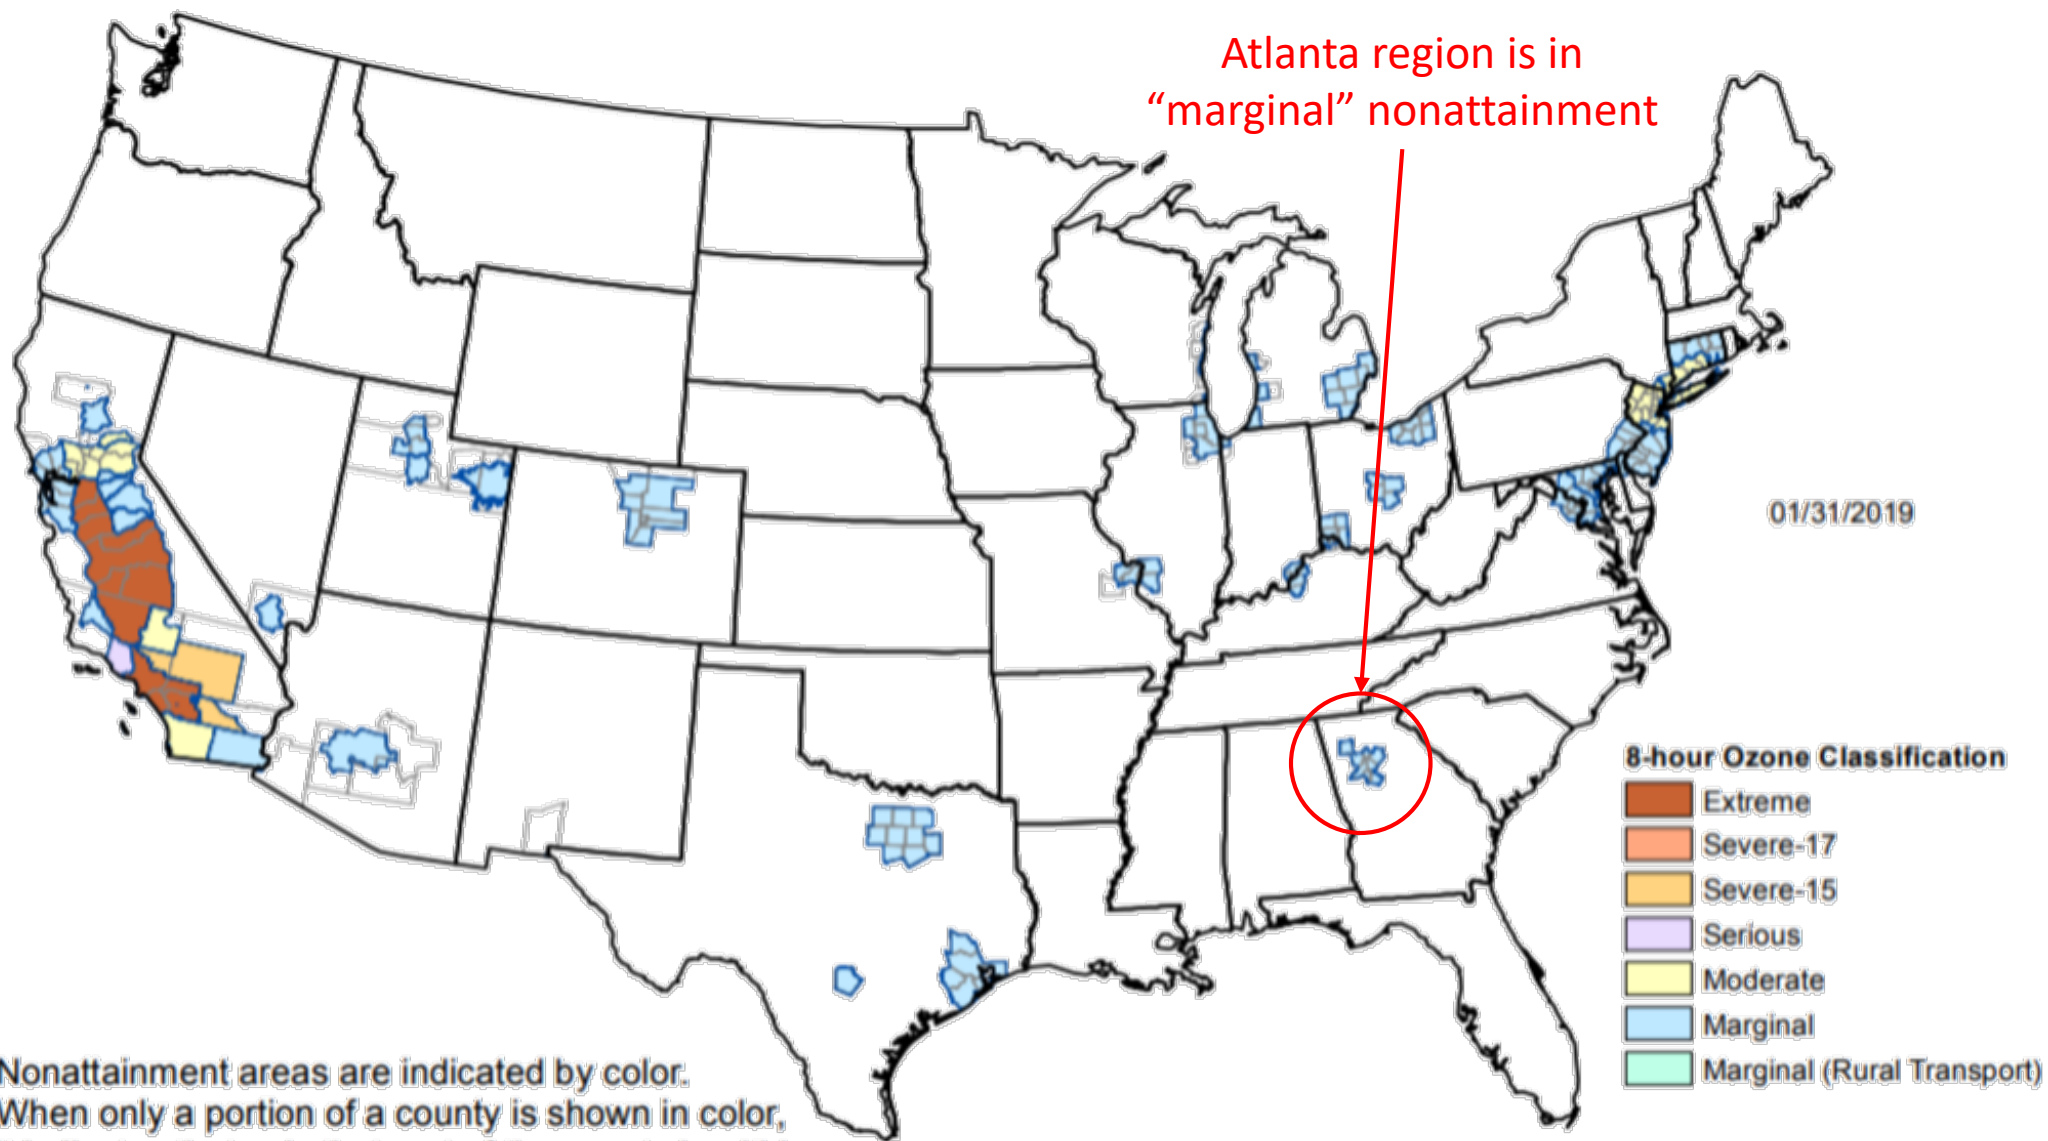 Atlanta region is in
“marginal” nonattainment
01/31/2019
8-hour Ozone Classification
Extreme
Severe-17
Severe-15
Serious
Moderate
Marginal
Marginal (Rural Transport)
Nonattainment areas are indicated by color.
When only a portion of a county is shown in color,